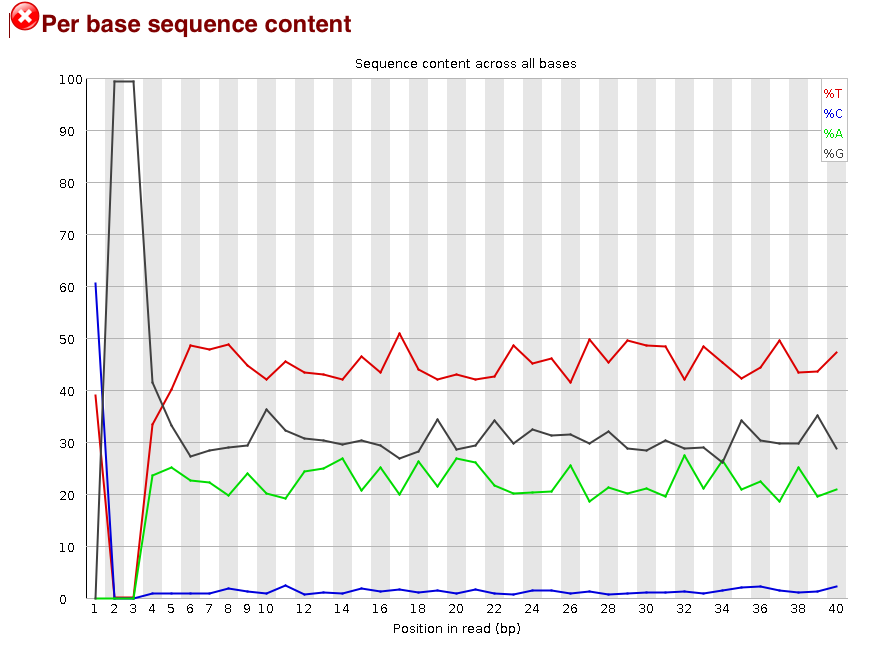 Per base sequence content
Sequence content across all bases
%T
%C
%A
%G
100
90
80
70
60
50
40
30
20
10
0
1 2 3 4 5 6 7 8 9 10 12 14 16 18 20 22 24 26 28 30 32 34 36 38 40
Position in read (bp)